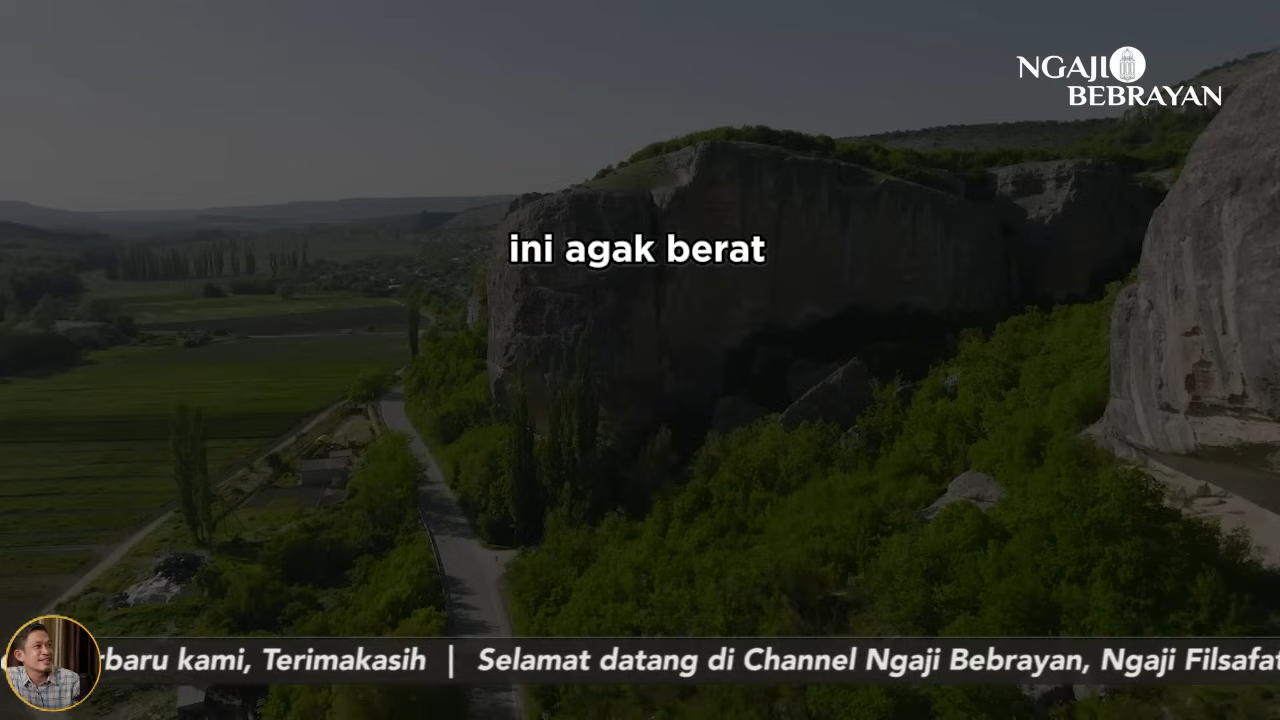 NGAJI
BEBRAYAN
ini agak berat
rbaru kami, Terimakasih | Selamat datang di Channel Ngaji Bebrayan, Ngaji Filsafat